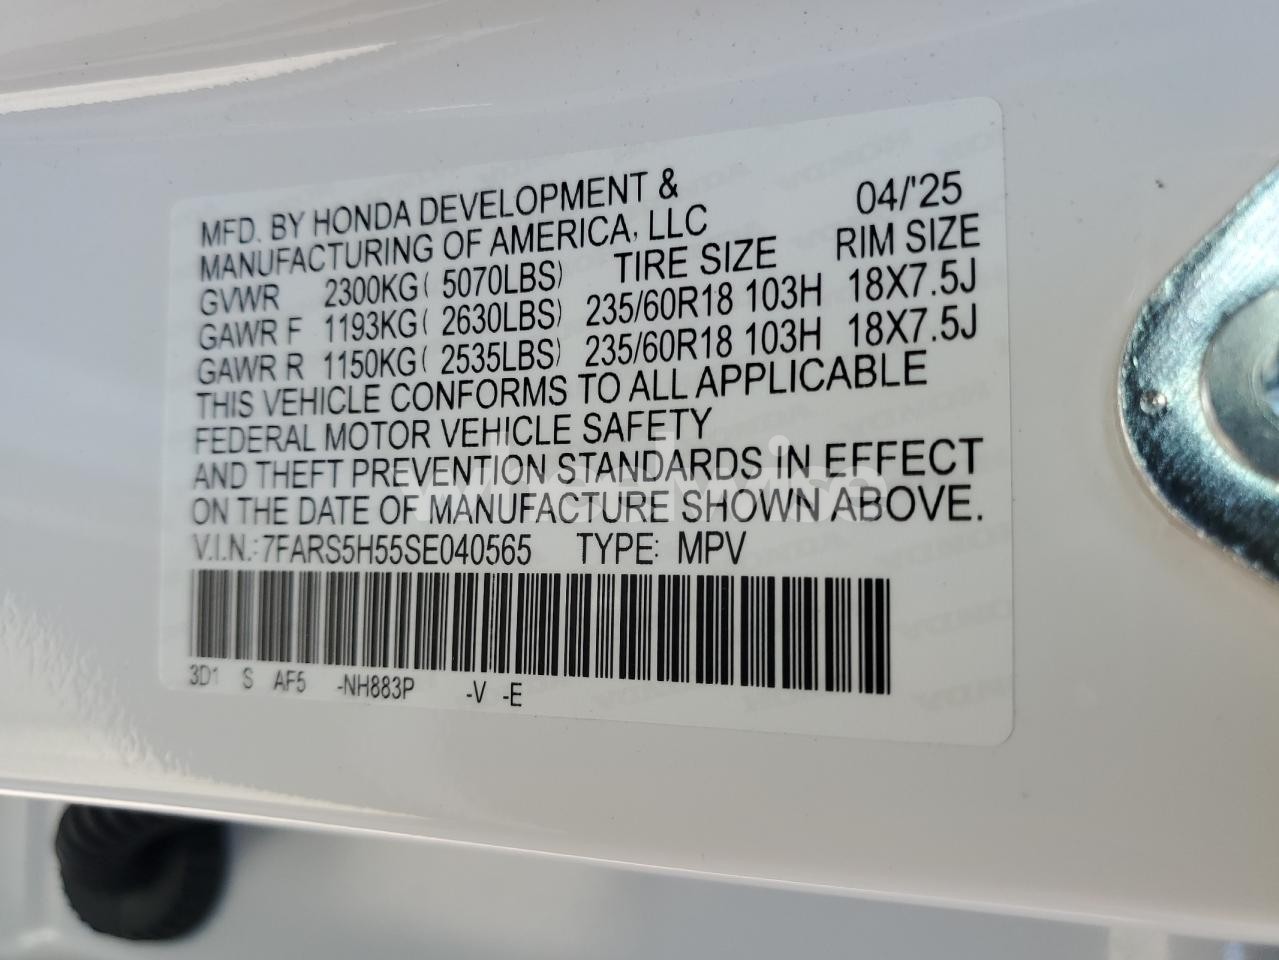 MFD. BY HONDA DEVELOPMENT & 04/'25
MANUFACTURING OF AMERICA, LLC RIM SIZE
GVWR 2300KG( 5070LBS) TIRE SIZE
GAWR F 1193KG( 2630LBS) 235/60R18 103H 18X7.5J
GAWR R 1150KG( 2535LBS) 235/60R18 103H 18X7.5J
THIS VEHICLE CONFORMS TO ALL APPLICABLE
FEDERAL MOTOR VEHICLE SAFETY
AND THEFT PREVENTION STANDARDS IN EFFECT
ON THE DATE OF MANUFACTURE SHOWN ABOVE.
V.I.N.: 7FARS5H55SE040565 TYPE: MPV
3D1 S AF5 -NH883P -V -E